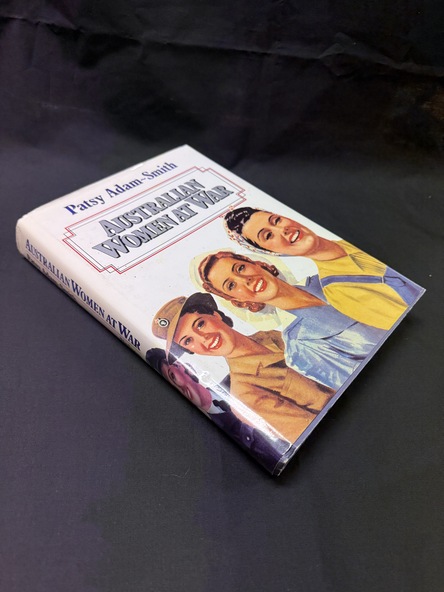 Patsy Adam-Smith
AUSTRALIAN
WOMEN AT WAR
AUSTRALIAN WOMEN AT WAR